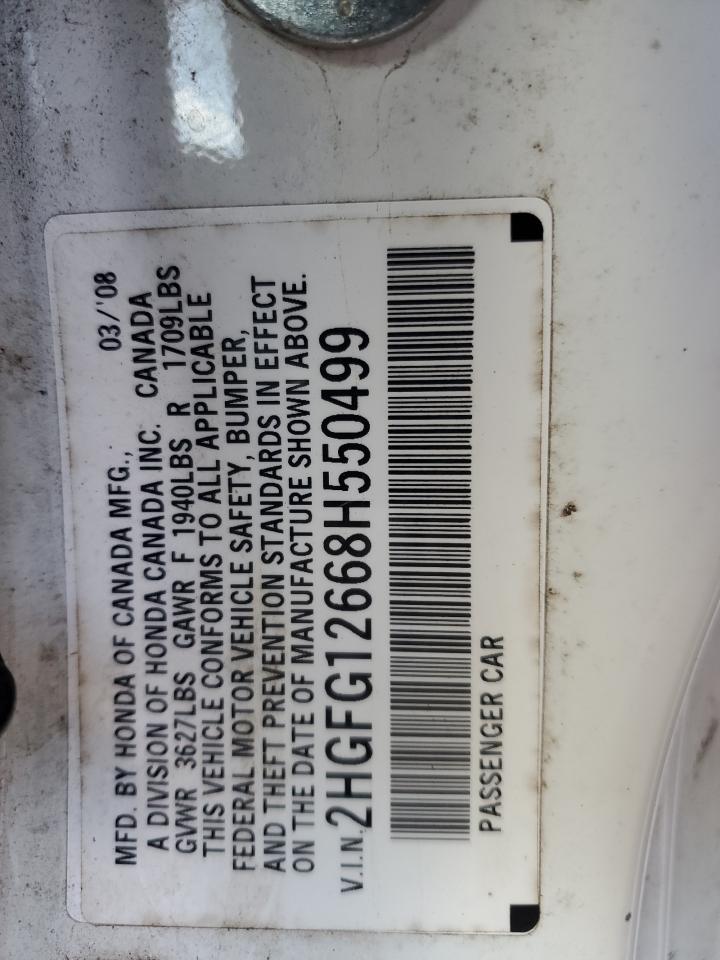 MFD. BY HONDA OF CANADA MFG., 03/'08
A DIVISION OF HONDA CANADA INC. CANADA
GVWR 3627LBS GAWR F 1940LBS R 1709LBS
THIS VEHICLE CONFORMS TO ALL APPLICABLE
FEDERAL MOTOR VEHICLE SAFETY, BUMPER,
AND THEFT PREVENTION STANDARDS IN EFFECT
ON THE DATE OF MANUFACTURE SHOWN ABOVE.
V.I.N. 2HGFG12668H550499
PASSENGER CAR